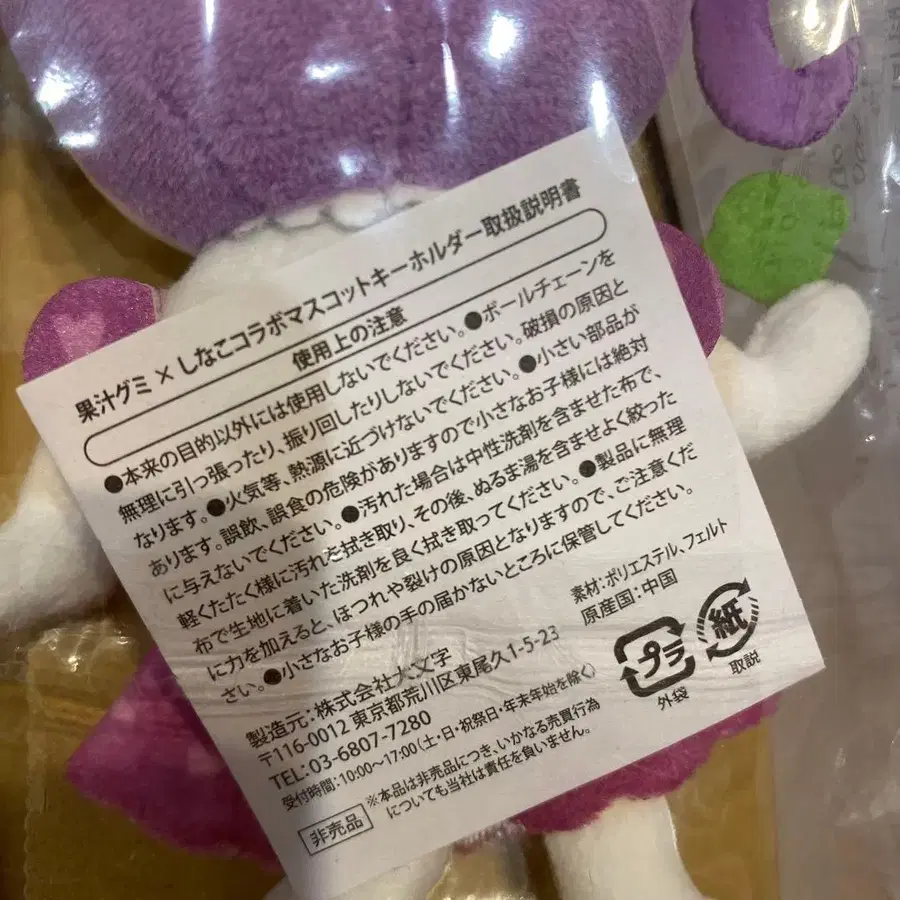 果汁グミ×しなこコラボマスコットキーホルダー取扱説明書
使用上の注意
●本来の目的以外には使用しないでください。●ボールチェーンを
無理に引っ張ったり、振り回したりしないでください。破損の原因と
なります。●火気等、熱源に近づけないでください。●小さい部品が
あります。誤飲、誤食の危険がありますので小さなお子様には絶対
に与えないでください。●汚れた場合は中性洗剤を含ませた布で、
軽くたたく様に汚れを拭き取り、その後、ぬるま湯を含ませよく絞った
布で生地に着いた洗剤を良く拭き取ってください。●製品に無理
に力を加えると、ほつれや裂けの原因となりますので、ご注意くだ
さい。●小さなお子様の手の届かないところに保管してください。
素材:ポリエステル、フェルト
原産国:中国
製造元:株式会社大文字
〒116-0012 東京都荒川区東尾久1-5-23
TEL:03-6807-7280
受付時間:10:00〜17:00(土・日・祝祭日・年末年始を除く)
プラ
外袋
紙
取説
非売品
※本品は非売品につき、いかなる売買行為
についても当社は責任を負いません。